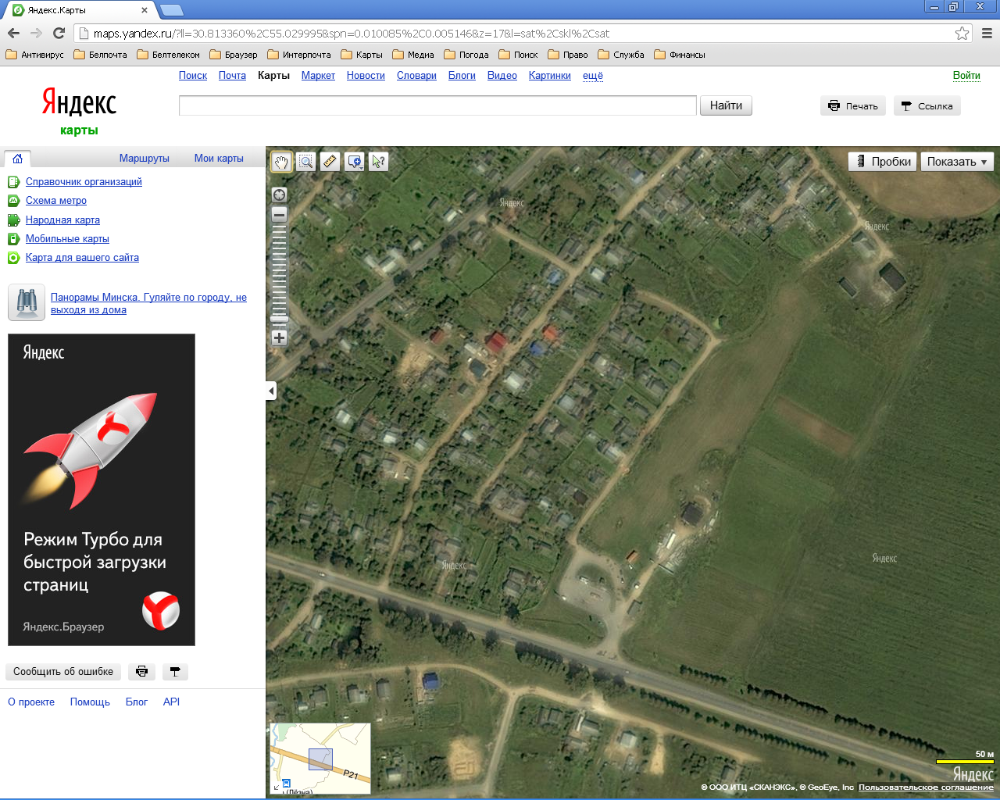 Яндекс.Карты
maps.yandex.ru/?ll=30.813360%2C55.029995&spn=0.010085%2C0.005146&z=17&l=sat%2Cskl%2Csat
Антивирус Белпочта Белтелеком Браузер Интерпочта Карты Медиа Погода Поиск Право Служба Финансы
Поиск Почта Карты Маркет Новости Словари Блоги Видео Картинки ещё Войти
Яндекс
карты
Найти Печать Ссылка
Маршруты Мои карты
Справочник организаций
Схема метро
Народная карта
Мобильные карты
Карта для вашего сайта
Панорамы Минска. Гуляйте по городу, не
выходя из дома
Яндекс
Режим Турбо для
быстрой загрузки
страниц
Яндекс.Браузер
Сообщить об ошибке
О проекте Помощь Блог API
Пробки Показать
Яндекс
Яндекс
Яндекс
Яндекс
P21
(Лёзна)
50 м
Яндекс
© ООО ИТЦ «СКАНЭКС», © GeoEye, Inc Пользовательское соглашение